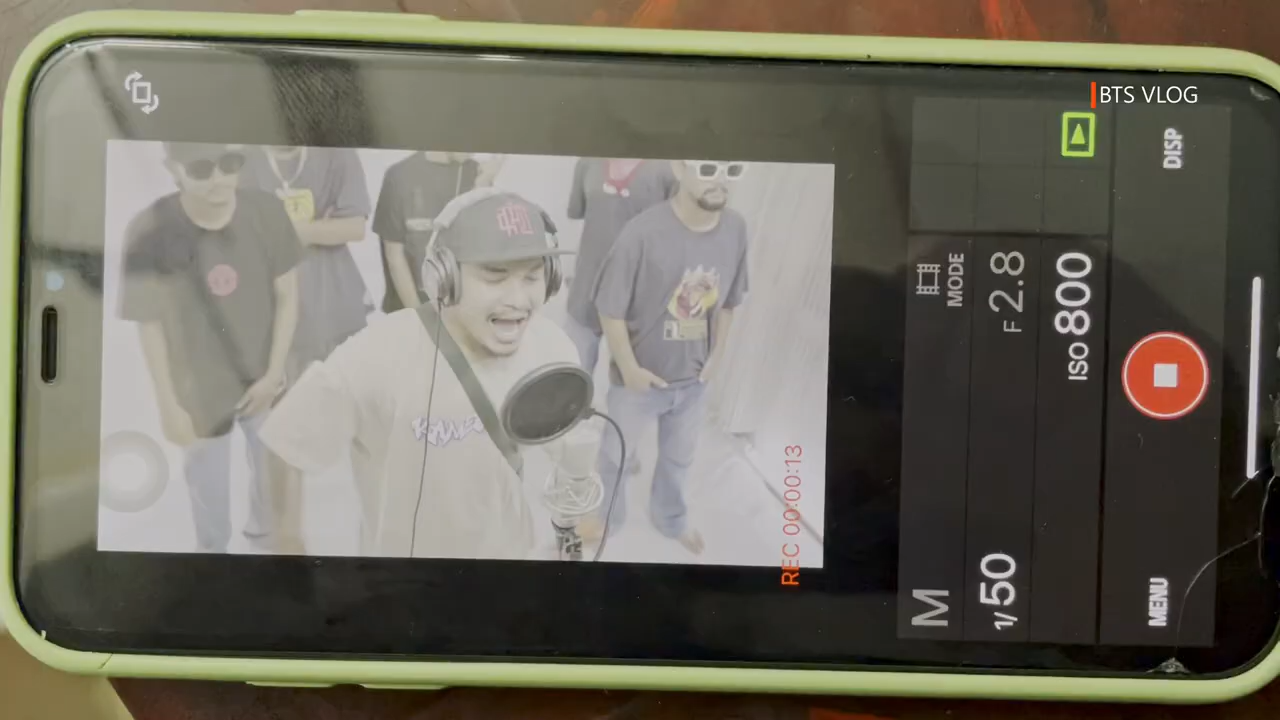 BTS VLOG
DISP
MODE
F 2.8
ISO 800
REC 00:00:13
M
1/50
MENU